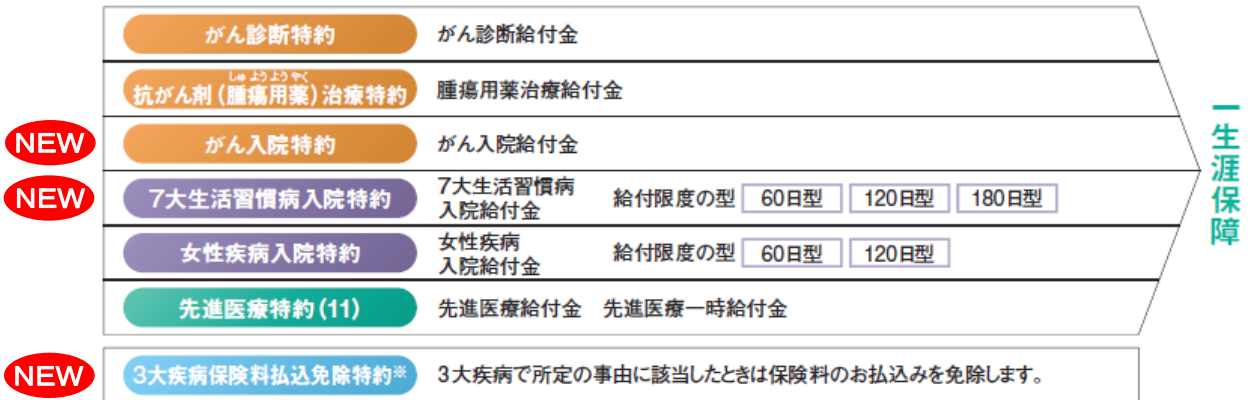 がん診断特約 がん診断給付金
しゅようようやく
抗がん剤(腫瘍用薬)治療特約 腫瘍用薬治療給付金
NEW がん入院特約 がん入院給付金
NEW 7大生活習慣病入院特約 7大生活習慣病
入院給付金 給付限度の型 60日型 120日型 180日型
女性疾病入院特約 女性疾病
入院給付金 給付限度の型 60日型 120日型
先進医療特約(11) 先進医療給付金 先進医療一時給付金
一生涯保障
NEW 3大疾病保険料払込免除特約※ 3大疾病で所定の事由に該当したときは保険料のお払込みを免除します。